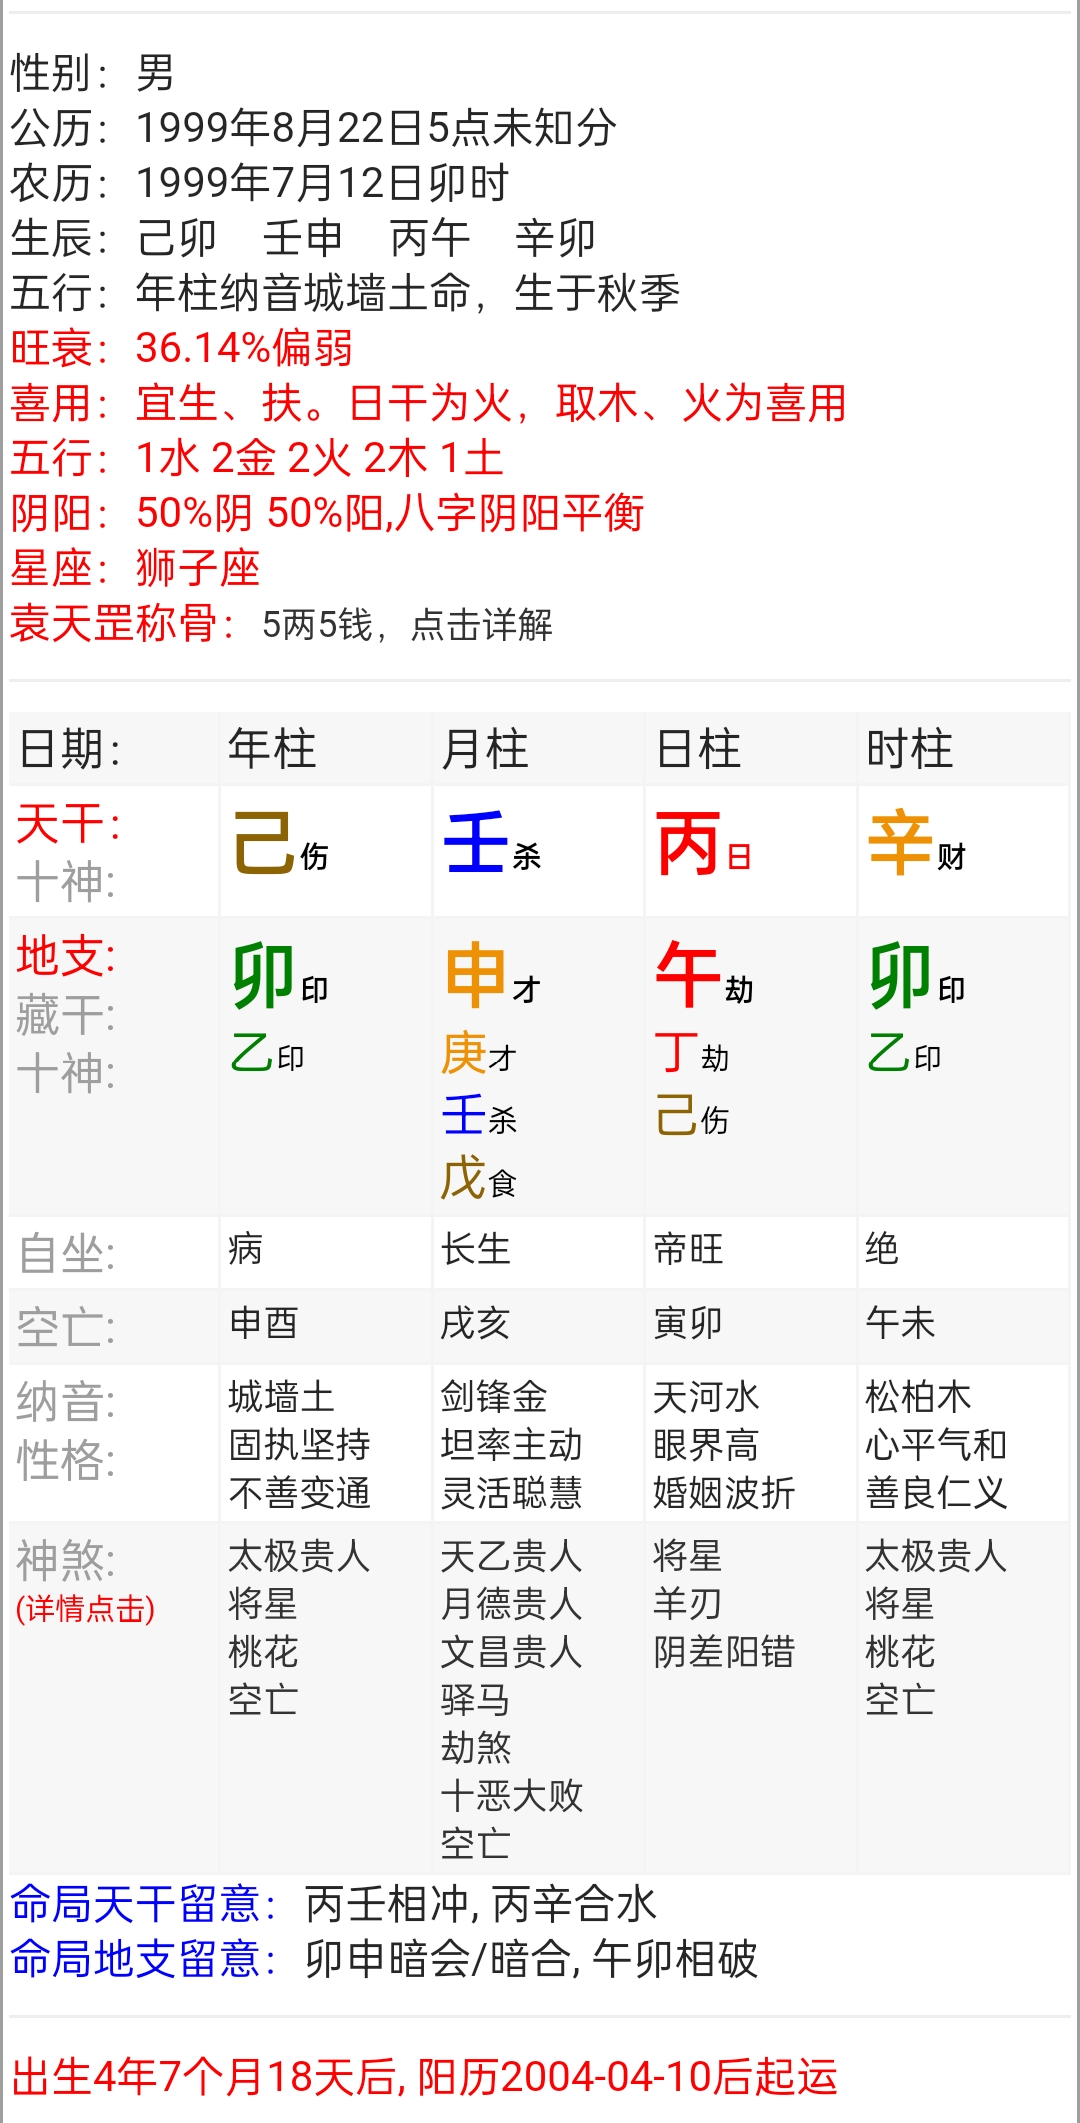 性别：男
公历：1999年8月22日5点未知分
农历：1999年7月12日卯时
生辰：己卯 壬申 丙午 辛卯
五行：年柱纳音城墙土命，生于秋季
旺衰：36.14%偏弱
喜用：宜生、扶。日干为火，取木、火为喜用
五行：1水 2金 2火 2木 1土
阴阳：50%阴 50%阳,八字阴阳平衡
星座：狮子座
袁天罡称骨：5两5钱，点击详解
日期: 年柱 月柱 日柱 时柱
天干: 己伤 壬杀 丙日 辛财
十神:
地支: 卯印 申才 午劫 卯印
藏干: 乙印 庚才 丁劫 乙印
十神: 壬杀 己伤
戊食
自坐: 病 长生 帝旺 绝
空亡: 申酉 戌亥 寅卯 午未
纳音: 城墙土 剑锋金 天河水 松柏木
性格: 固执坚持 坦率主动 眼界高 心平气和
不善变通 灵活聪慧 婚姻波折 善良仁义
神煞: 太极贵人 天乙贵人 将星 太极贵人
(详情点击) 将星 月德贵人 羊刃 将星
桃花 文昌贵人 阴差阳错 桃花
空亡 驿马 空亡
劫煞
十恶大败
空亡
命局天干留意：丙壬相冲, 丙辛合水
命局地支留意：卯申暗会/暗合, 午卯相破
出生4年7个月18天后, 阳历2004-04-10后起运